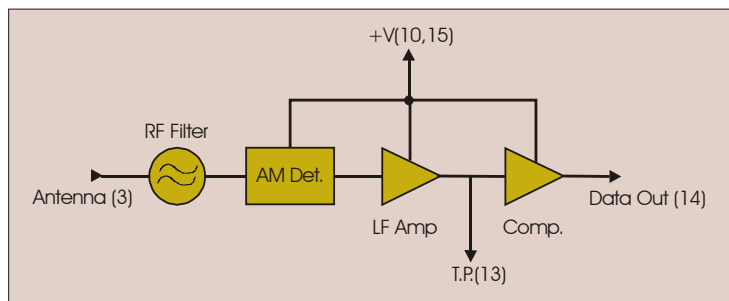 +V(10,15)
RF Filter
AM Det.
Antenna (3)
Data Out (14)
LF Amp
Comp.
T.P.(13)